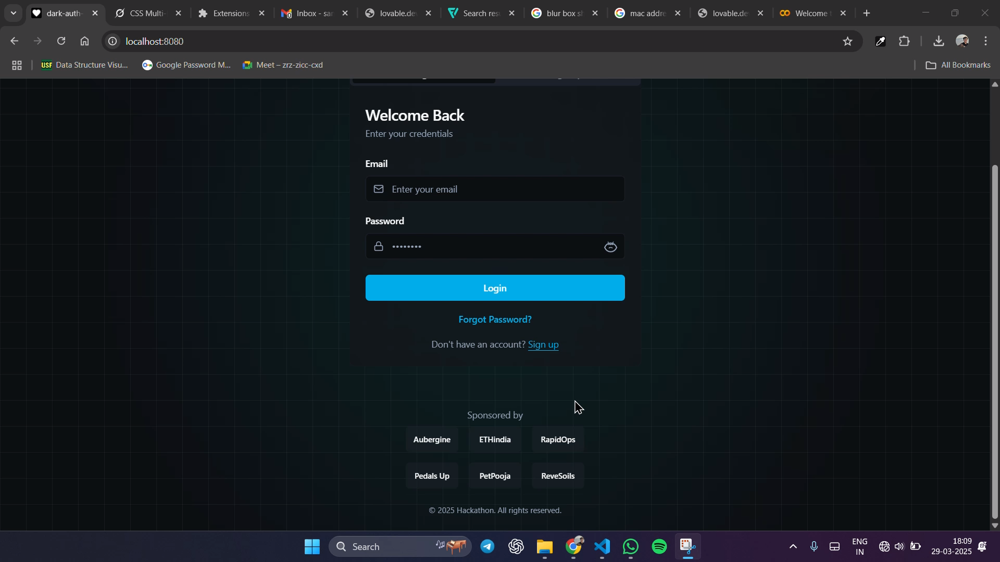 dark-auth-
CSS Multi-
Extensions
Inbox - sar
lovable.de
Search res
blur box sh
mac addre
lovable.de
Welcome t
localhost:8080
USF Data Structure Visu...
Google Password M...
Meet – zrz-zicc-cxd
All Bookmarks
Welcome Back
Enter your credentials
Email
Enter your email
Password
••••••••
Login
Forgot Password?
Don't have an account? Sign up
Sponsored by
Aubergine
ETHindia
RapidOps
Pedals Up
PetPooja
ReveSoils
© 2025 Hackathon. All rights reserved.
Search
ENG
IN
18:09
29-03-2025